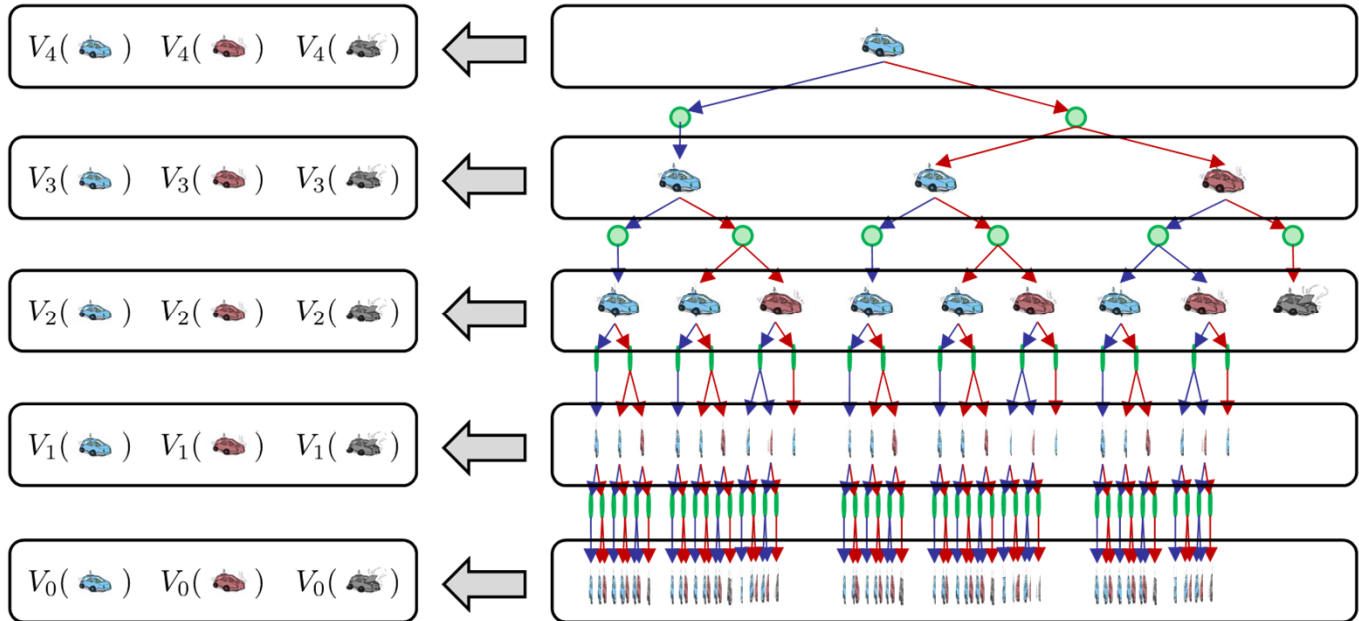 V4( ) V4( ) V4( )
V3( ) V3( ) V3( )
V2( ) V2( ) V2( )
V1( ) V1( ) V1( )
V0( ) V0( ) V0( )